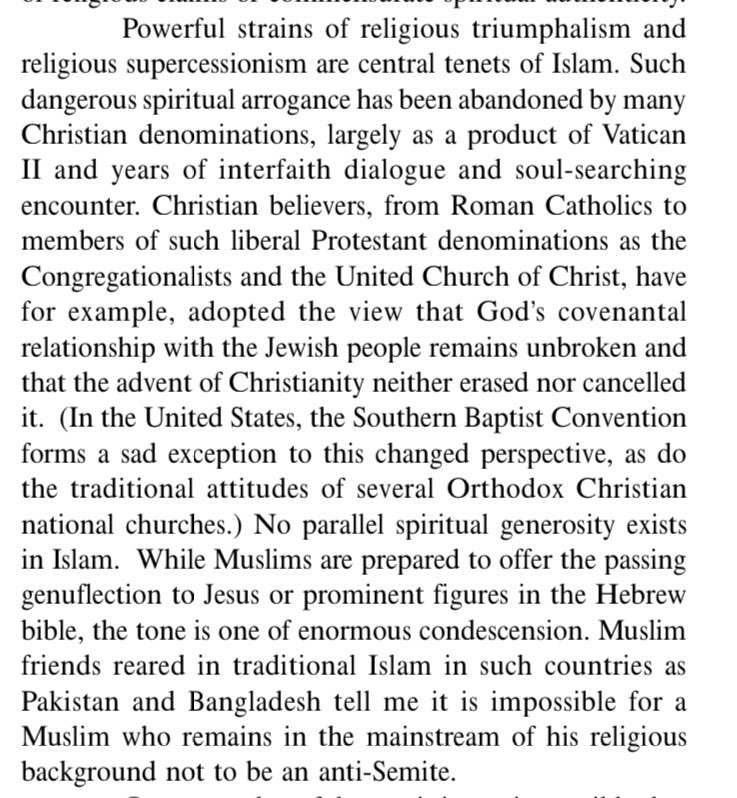 of religious claims of commensurate spiritual authenticity.
Powerful strains of religious triumphalism and
religious supercessionism are central tenets of Islam. Such
dangerous spiritual arrogance has been abandoned by many
Christian denominations, largely as a product of Vatican
II and years of interfaith dialogue and soul-searching
encounter. Christian believers, from Roman Catholics to
members of such liberal Protestant denominations as the
Congregationalists and the United Church of Christ, have
for example, adopted the view that God's covenantal
relationship with the Jewish people remains unbroken and
that the advent of Christianity neither erased nor cancelled
it. (In the United States, the Southern Baptist Convention
forms a sad exception to this changed perspective, as do
the traditional attitudes of several Orthodox Christian
national churches.) No parallel spiritual generosity exists
in Islam. While Muslims are prepared to offer the passing
genuflection to Jesus or prominent figures in the Hebrew
bible, the tone is one of enormous condescension. Muslim
friends reared in traditional Islam in such countries as
Pakistan and Bangladesh tell me it is impossible for a
Muslim who remains in the mainstream of his religious
background not to be an anti-Semite.